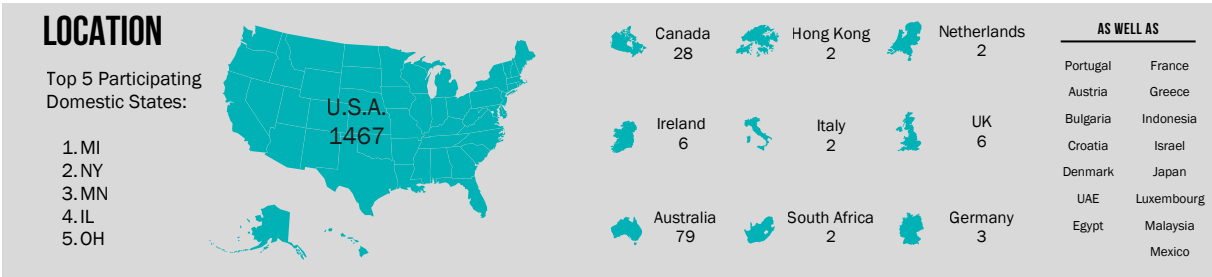 LOCATION
Top 5 Participating
Domestic States:
1. MI
2. NY
3. MN
4. IL
5. OH
U.S.A.
1467
Canada
28
Hong Kong
2
Netherlands
2
Ireland
6
Italy
2
UK
6
Australia
79
South Africa
2
Germany
3
AS WELL AS
Portugal
France
Austria
Greece
Bulgaria
Indonesia
Croatia
Israel
Denmark
Japan
UAE
Luxembourg
Egypt
Malaysia
Mexico